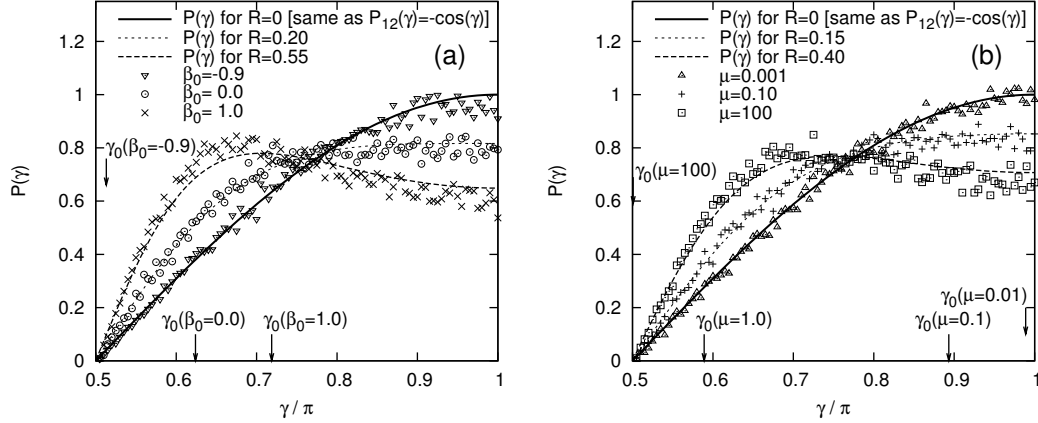 P(γ) for R=0 [same as P₁₂(γ)=-cos(γ)]
P(γ) for R=0.20
P(γ) for R=0.55
β₀=-0.9
β₀= 0.0
β₀= 1.0
(a)
γ₀(β₀=-0.9)
γ₀(β₀=0.0)
γ₀(β₀=1.0)
P(γ)
1.2
1
0.8
0.6
0.4
0.2
0
0.5 0.6 0.7 0.8 0.9 1
γ / π
P(γ) for R=0 [same as P₁₂(γ)=-cos(γ)]
P(γ) for R=0.15
P(γ) for R=0.40
μ=0.001
μ=0.10
μ=100
(b)
γ₀(μ=100)
γ₀(μ=0.01)
γ₀(μ=1.0)
γ₀(μ=0.1)
P(γ)
1.2
1
0.8
0.6
0.4
0.2
0
0.5 0.6 0.7 0.8 0.9 1
γ / π